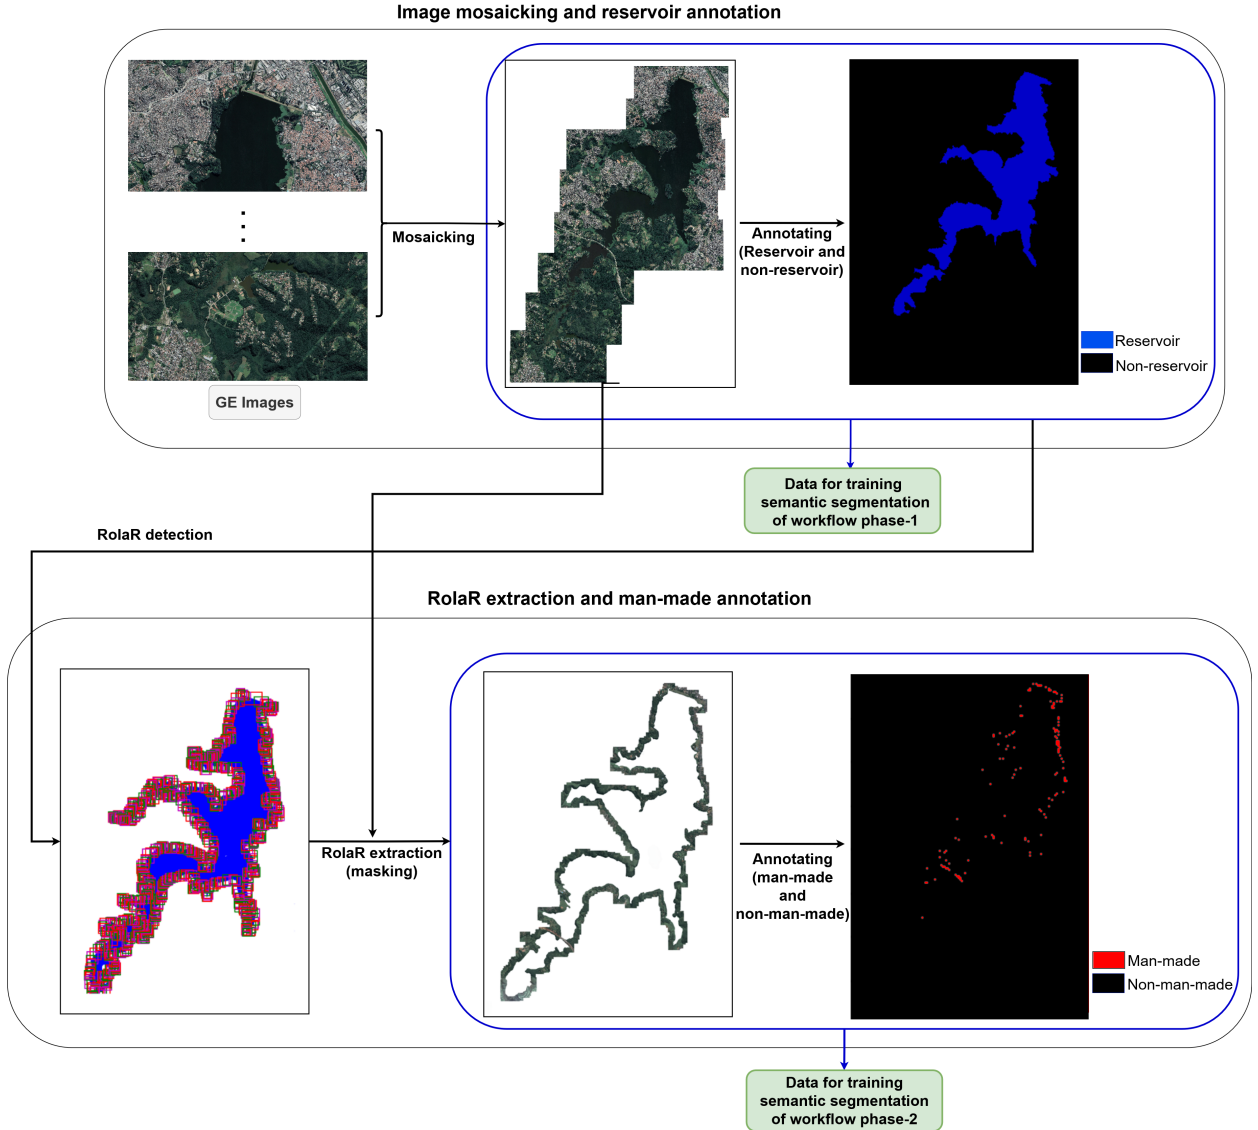 Image mosaicking and reservoir annotation
Mosaicking
Annotating
(Reservoir and
non-reservoir)
Reservoir
Non-reservoir
GE Images
Data for training
semantic segmentation
of workflow phase-1
RolaR detection
RolaR extraction and man-made annotation
RolaR extraction
(masking)
Annotating
(man-made
and
non-man-made)
Man-made
Non-man-made
Data for training
semantic segmentation
of workflow phase-2